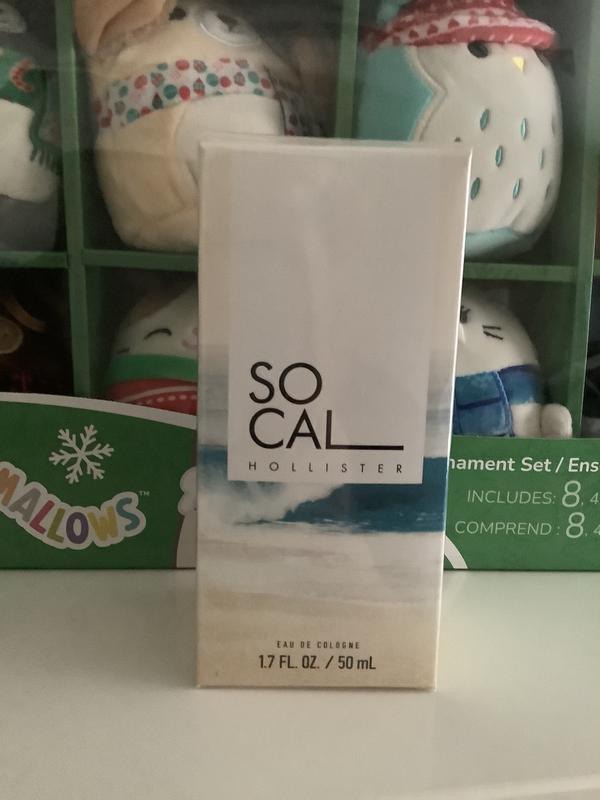 SO
CAL
HOLLISTER
EAU DE COLOGNE
1.7 FL. OZ. / 50 mL
MALLOWS™
nament Set / Ens
INCLUDES: 8, 4
COMPREND : 8, 4